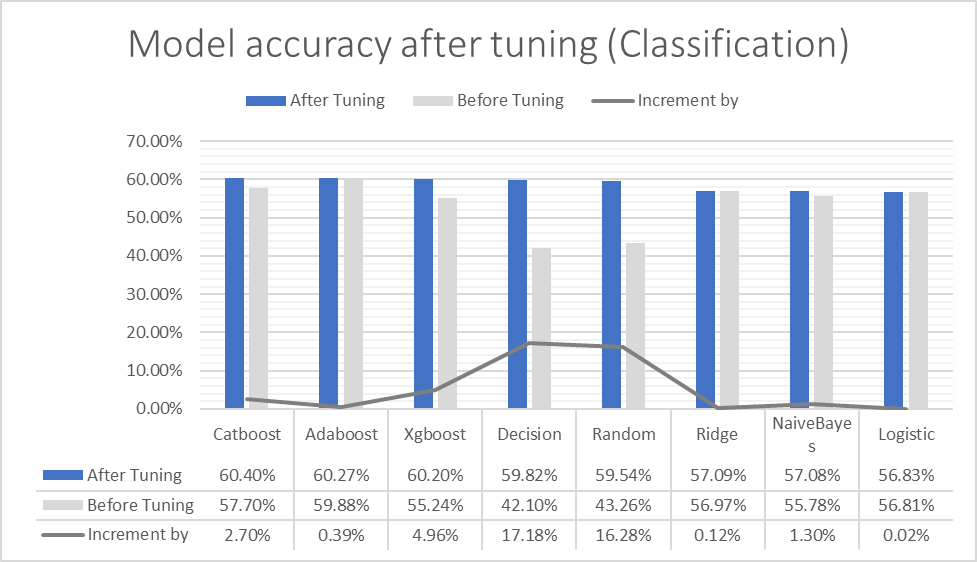 Model accuracy after tuning (Classification)
After Tuning Before Tuning Increment by
70.00%
60.00%
50.00%
40.00%
30.00%
20.00%
10.00%
0.00%
Catboost Adaboost Xgboost Decision Random Ridge NaiveBaye Logistic
s
After Tuning 60.40% 60.27% 60.20% 59.82% 59.54% 57.09% 57.08% 56.83%
Before Tuning 57.70% 59.88% 55.24% 42.10% 43.26% 56.97% 55.78% 56.81%
Increment by 2.70% 0.39% 4.96% 17.18% 16.28% 0.12% 1.30% 0.02%